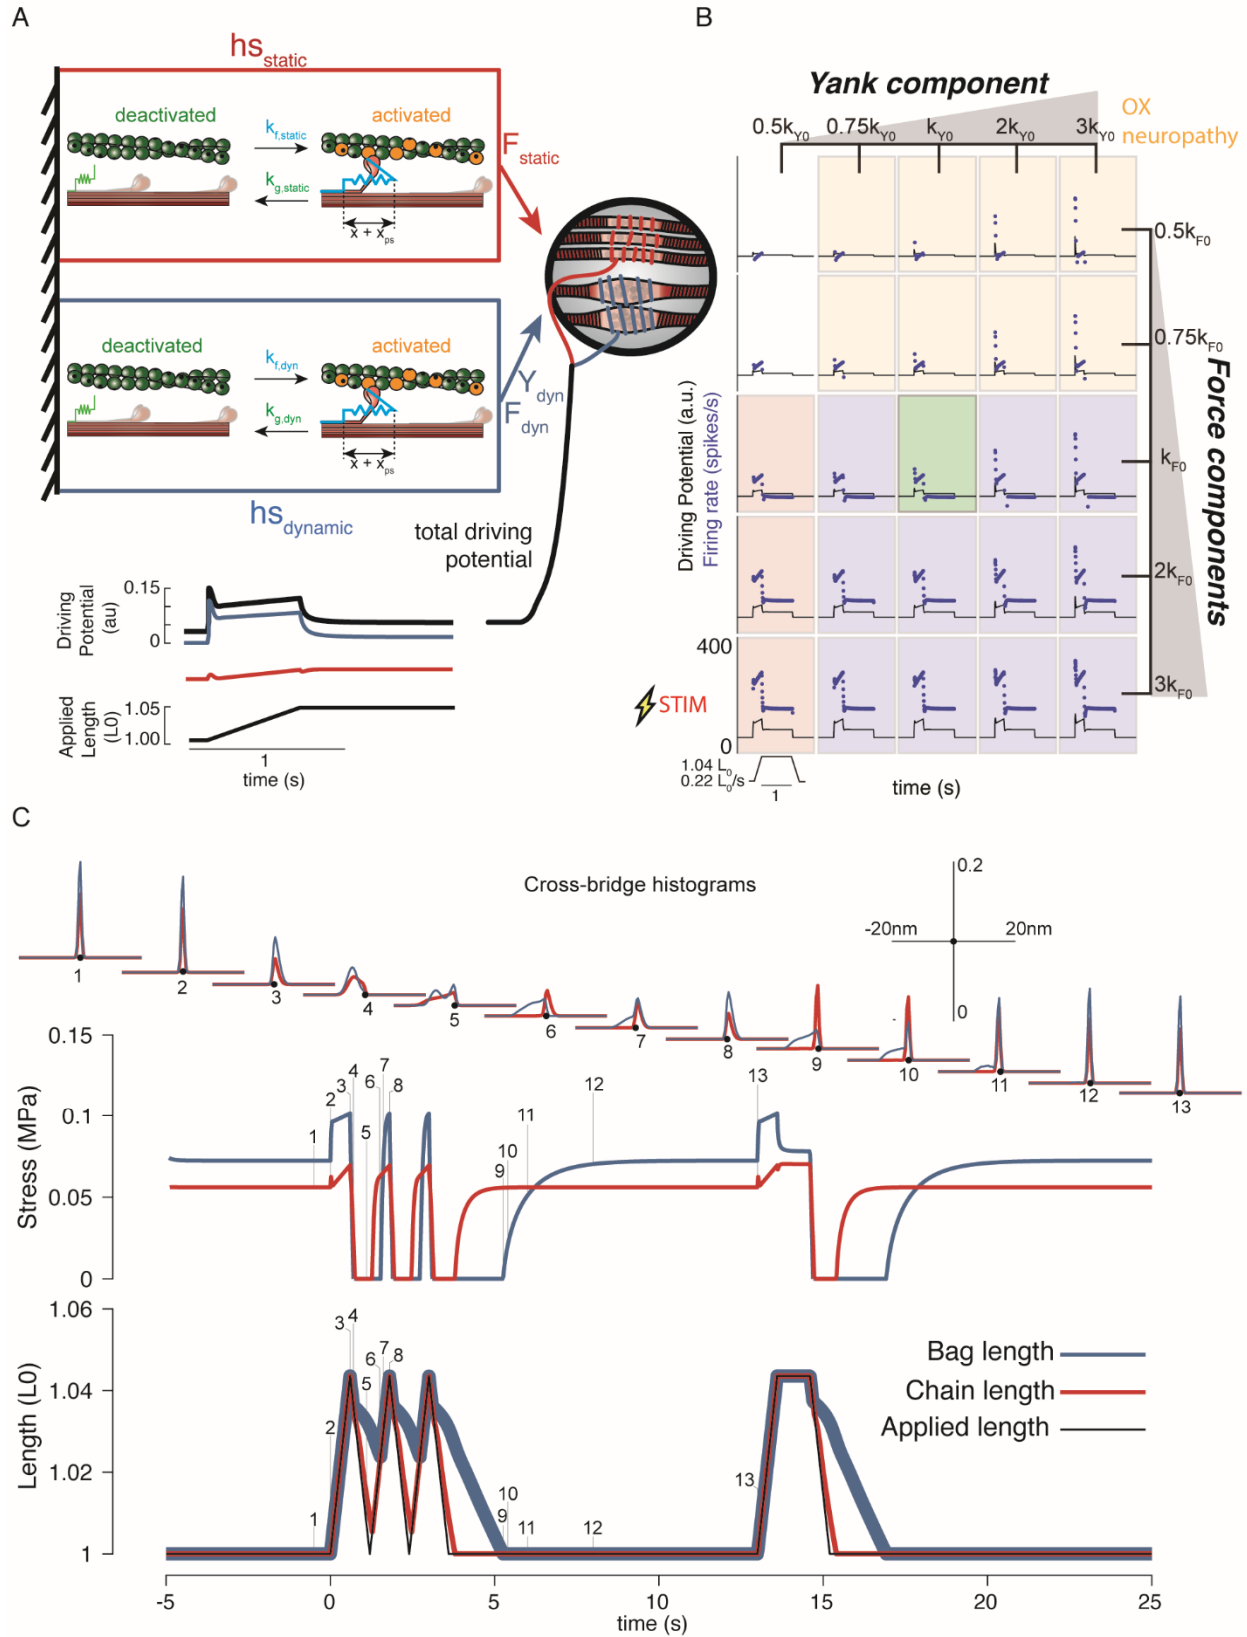 A
hs static
deactivated
activated
k f,static
k g,static
x + x ps
F static
deactivated
activated
k f,dyn
k g,dyn
x + x ps
Y dyn
F dyn
hs dynamic
total driving
potential
Driving
Potential
(au)
0.15
0
Applied
Length
(L0)
1.05
1.00
1
time (s)
B
Yank component
OX
neuropathy
0.5k Y0
0.75k Y0
k Y0
2k Y0
3k Y0
0.5k F0
0.75k F0
k F0
2k F0
3k F0
Force components
Driving Potential (a.u.)
Firing rate (spikes/s)
400
0
STIM
1.04 L0
0.22 L0/s
1
time (s)
C
Cross-bridge histograms
0.2
-20nm
20nm
0
1
2
3
4
5
6
7
8
9
10
11
12
13
Stress (MPa)
0.15
0.1
0.05
0
1
2
3
4
5
6
7
8
9
10
11
12
13
Length (L0)
1.06
1.04
1.02
1
1
2
3
4
5
6
7
8
9
10
11
12
13
Bag length
Chain length
Applied length
-5
0
5
10
15
20
25
time (s)